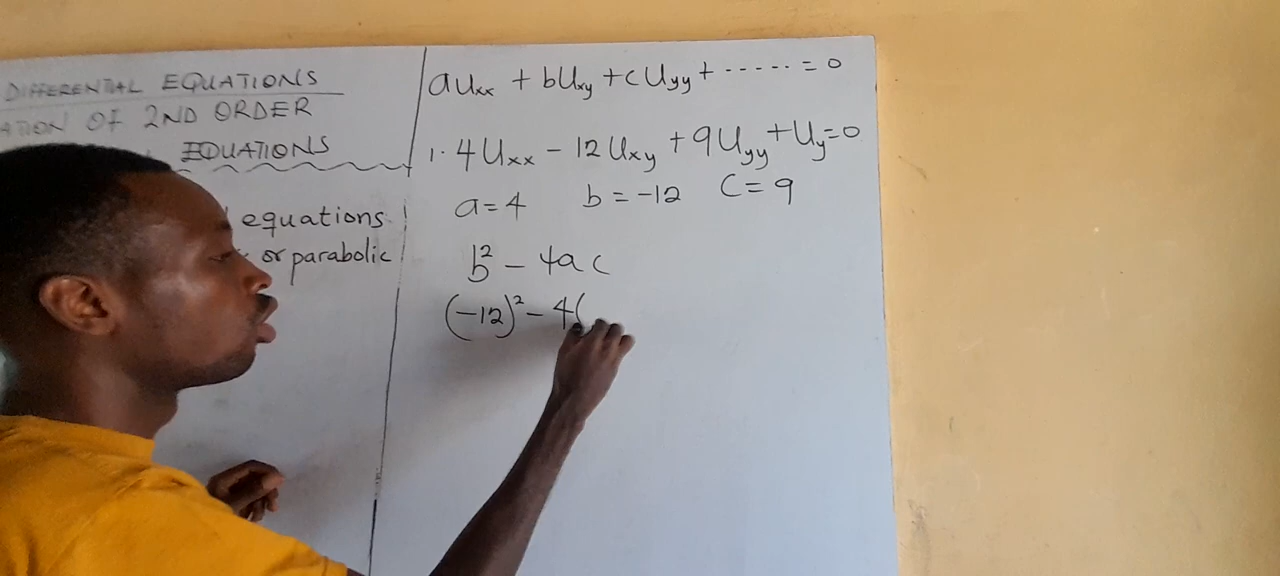 DIFFERENTIAL EQUATIONS
ATION OF 2ND ORDER
EQUATIONS
equations
or parabolic
aUxx + bUxy + cUyy + ...... = 0
1. 4Uxx - 12Uxy + 9Uyy + Uy = 0
a = 4 b = -12 C = 9
b² - 4ac
(-12)² - 4(